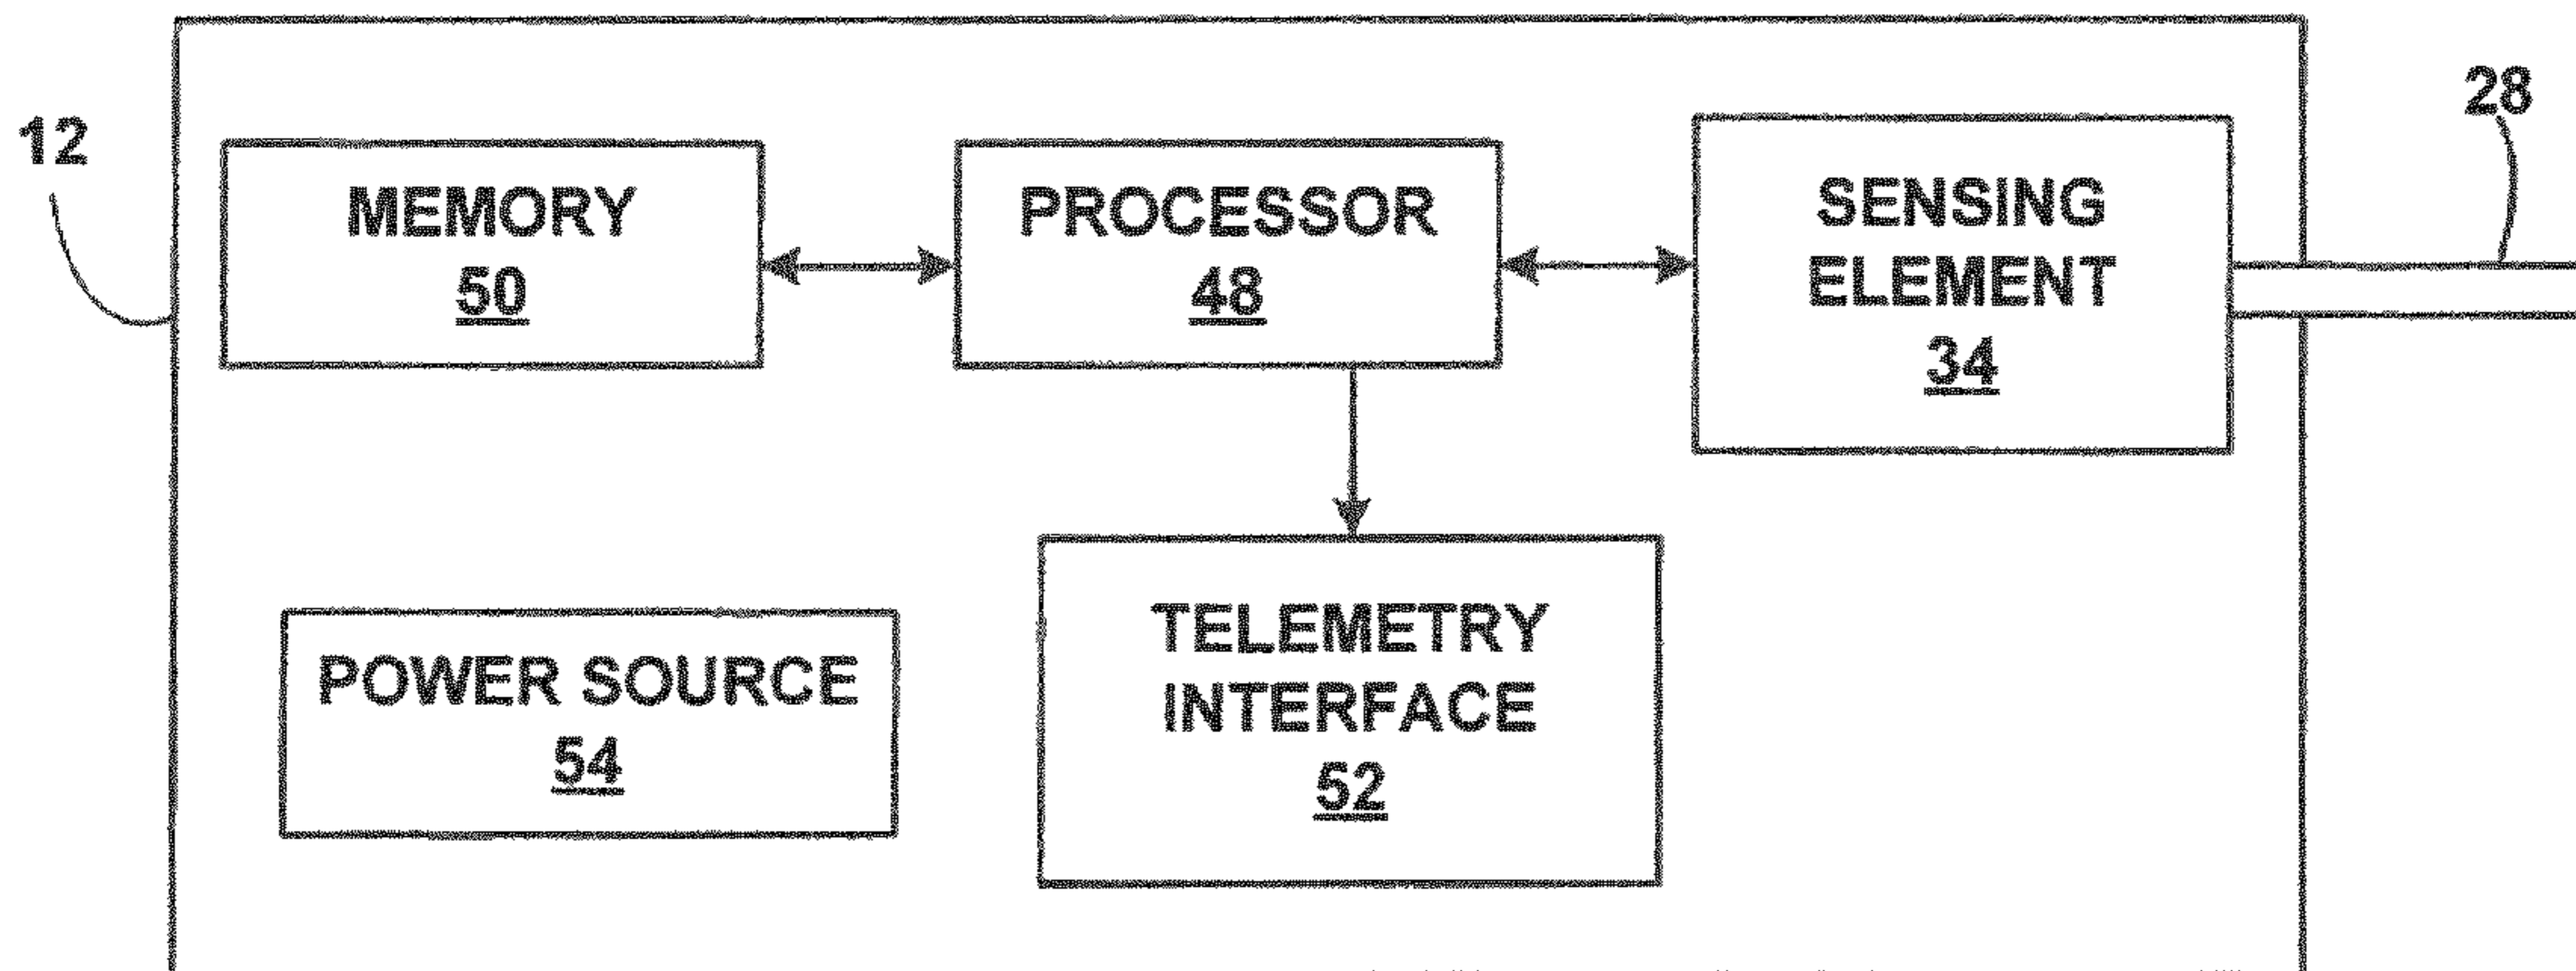 12
28
MEMORY
50
PROCESSOR
48
SENSING
ELEMENT
34
POWER SOURCE
54
TELEMETRY
INTERFACE
52